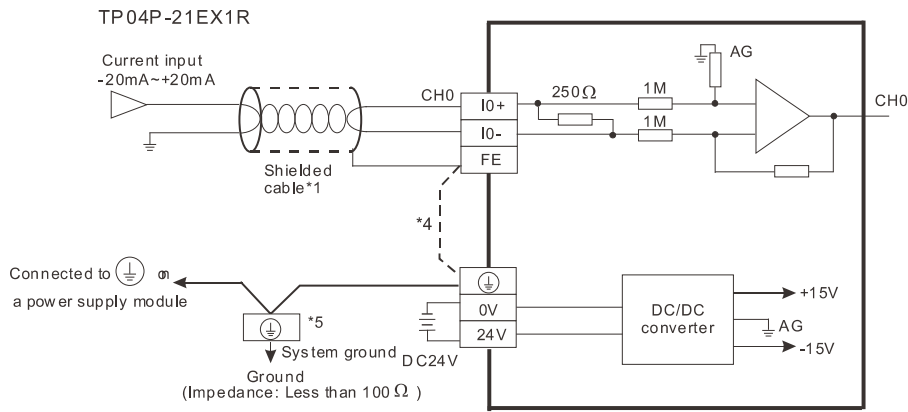 TP04P-21EX1R
Current input
-20mA~+20mA
CH0
I0+
I0-
FE
250Ω
1M
1M
AG
CH0
Shielded
cable*1
*4
Connected to on
a power supply module
*5
System ground
Ground
(Impedance: Less than 100 Ω )
0V
24V
DC24V
DC/DC
converter
+15V
AG
-15V